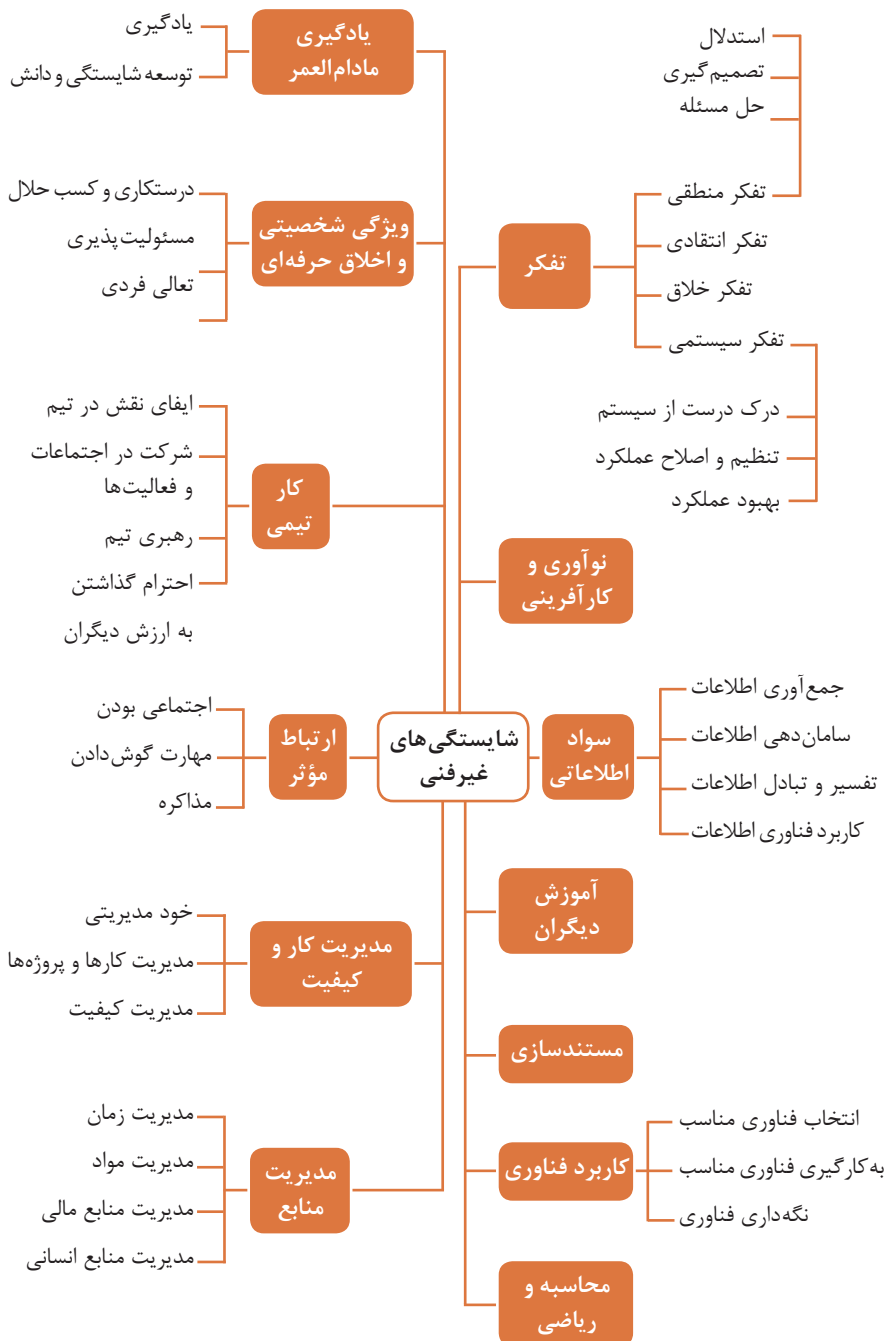 شایستگی‌های
غیرفنی
تفکر
استدلال
تصمیم‌گیری
حل مسئله
تفکر منطقی
تفکر انتقادی
تفکر خلاق
تفکر سیستمی
درک درست از سیستم
تنظیم و اصلاح عملکرد
بهبود عملکرد
نوآوری و
کارآفرینی
سواد
اطلاعاتی
جمع‌آوری اطلاعات
سامان‌دهی اطلاعات
تفسیر و تبادل اطلاعات
کاربرد فناوری اطلاعات
آموزش
دیگران
مستندسازی
کاربرد فناوری
انتخاب فناوری مناسب
به‌کارگیری فناوری مناسب
نگه‌داری فناوری
محاسبه و
ریاضی
یادگیری
مادام‌العمر
یادگیری
توسعه شایستگی و دانش
ویژگی شخصیتی
و اخلاق حرفه‌ای
درستکاری و کسب حلال
مسئولیت‌پذیری
تعالی فردی
کار
تیمی
ایفای نقش در تیم
شرکت در اجتماعات
و فعالیت‌ها
رهبری تیم
احترام گذاشتن
به ارزش دیگران
ارتباط
مؤثر
اجتماعی بودن
مهارت گوش‌دادن
مذاکره
مدیریت کار و
کیفیت
خود مدیریتی
مدیریت کارها و پروژه‌ها
مدیریت کیفیت
مدیریت
منابع
مدیریت زمان
مدیریت مواد
مدیریت منابع مالی
مدیریت منابع انسانی